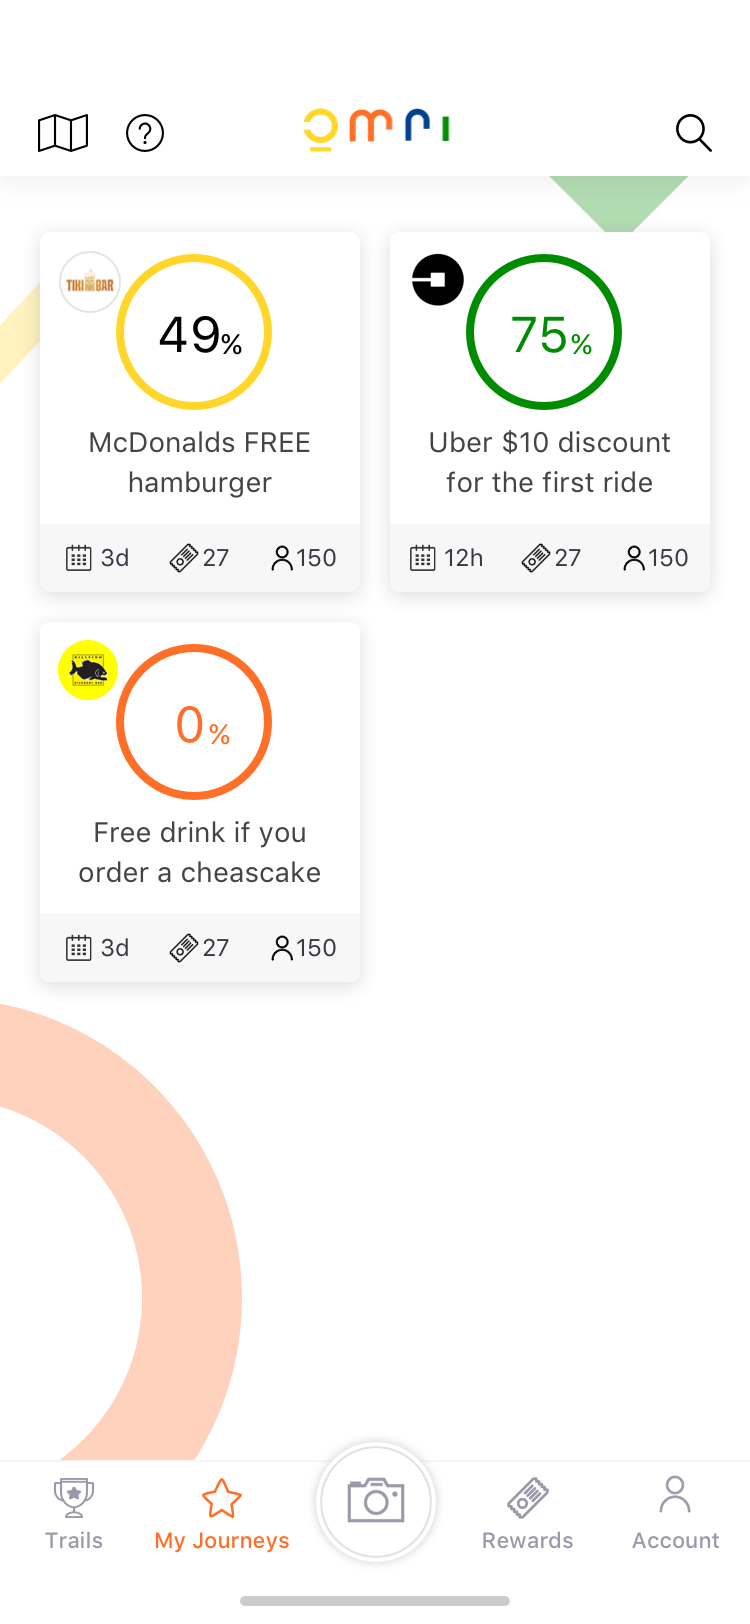 omni
TIKI BAR
49%
McDonalds FREE
hamburger
3d 27 150
75%
Uber $10 discount
for the first ride
12h 27 150
0%
Free drink if you
order a cheascake
3d 27 150
Trails
My Journeys
Rewards
Account